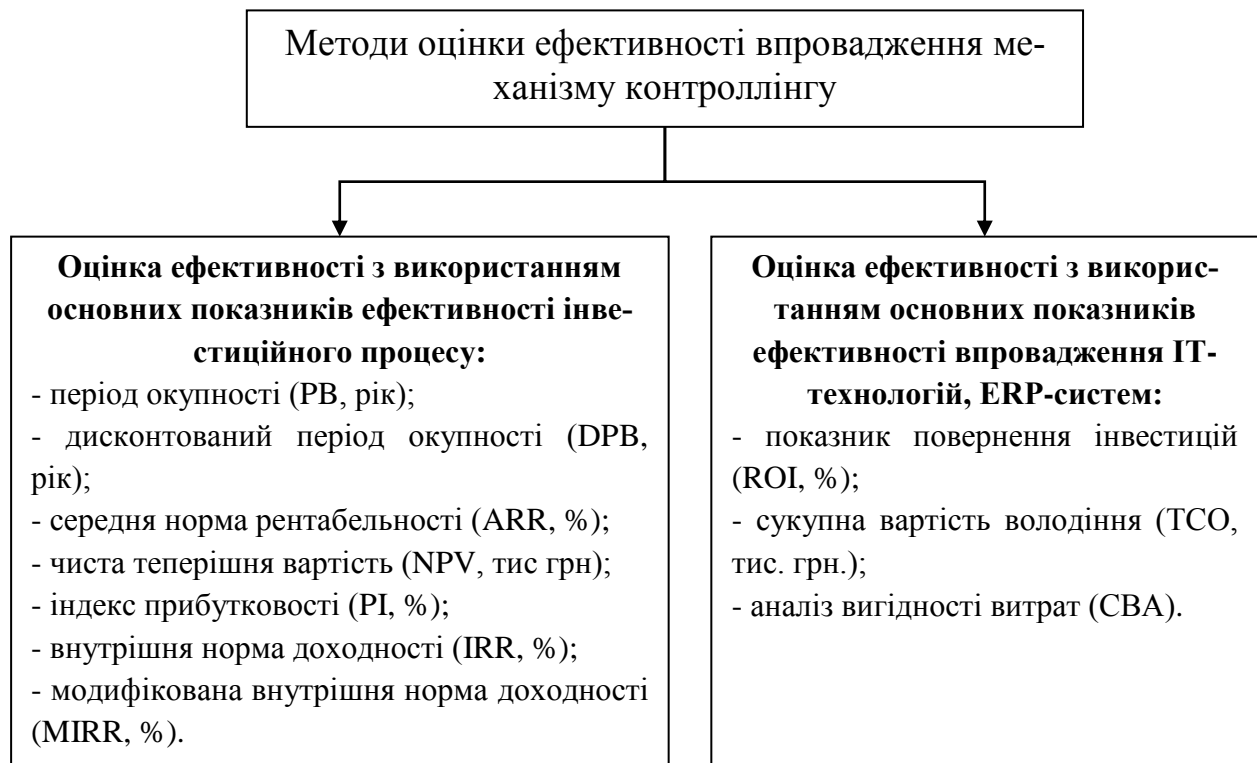 Методи оцінки ефективності впровадження ме-
ханізму контроллінгу
Оцінка ефективності з використанням
основних показників ефективності інве-
стиційного процесу:
- період окупності (PB, рік);
- дисконтований період окупності (DPB,
рік);
- середня норма рентабельності (ARR, %);
- чиста теперішня вартість (NPV, тис грн);
- індекс прибутковості (PI, %);
- внутрішня норма доходності (IRR, %);
- модифікована внутрішня норма доходності
(MIRR, %).
Оцінка ефективності з викорис-
танням основних показників
ефективності впровадження ІТ-
технологій, ERP-систем:
- показник повернення інвестицій
(ROI, %);
- сукупна вартість володіння (TCO,
тис. грн.);
- аналіз вигідності витрат (CBA).